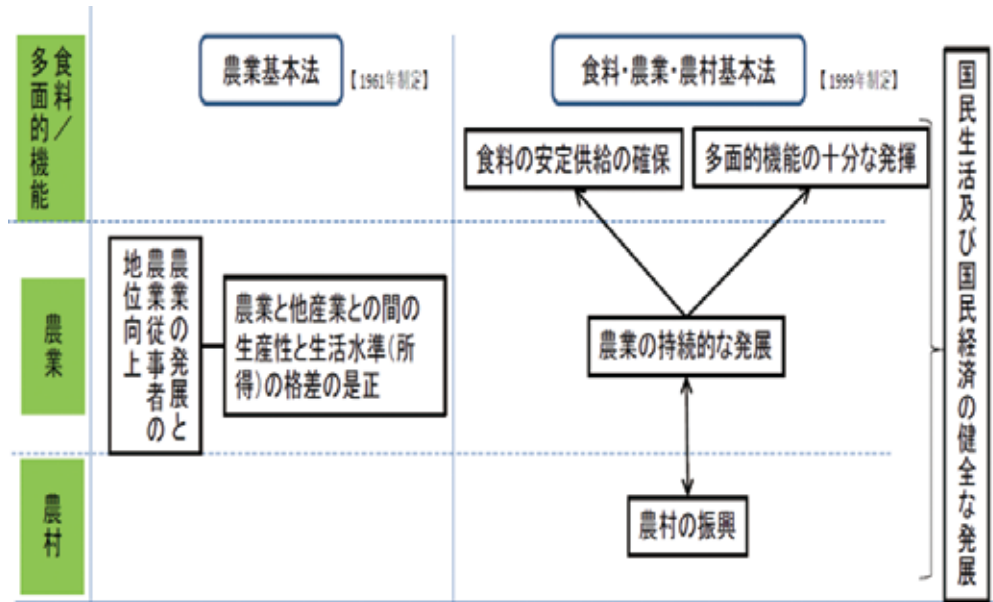 食料／
多面的機能
農業基本法
【1961年制定】
食料・農業・農村基本法
【1999年制定】
食料の安定供給の確保
多面的機能の十分な発揮
農業
農業の発展と
農業従事者の
地位向上
農業と他産業との間の
生産性と生活水準(所
得)の格差の是正
農業の持続的な発展
農村
農村の振興
国民生活及び国民経済の健全な発展